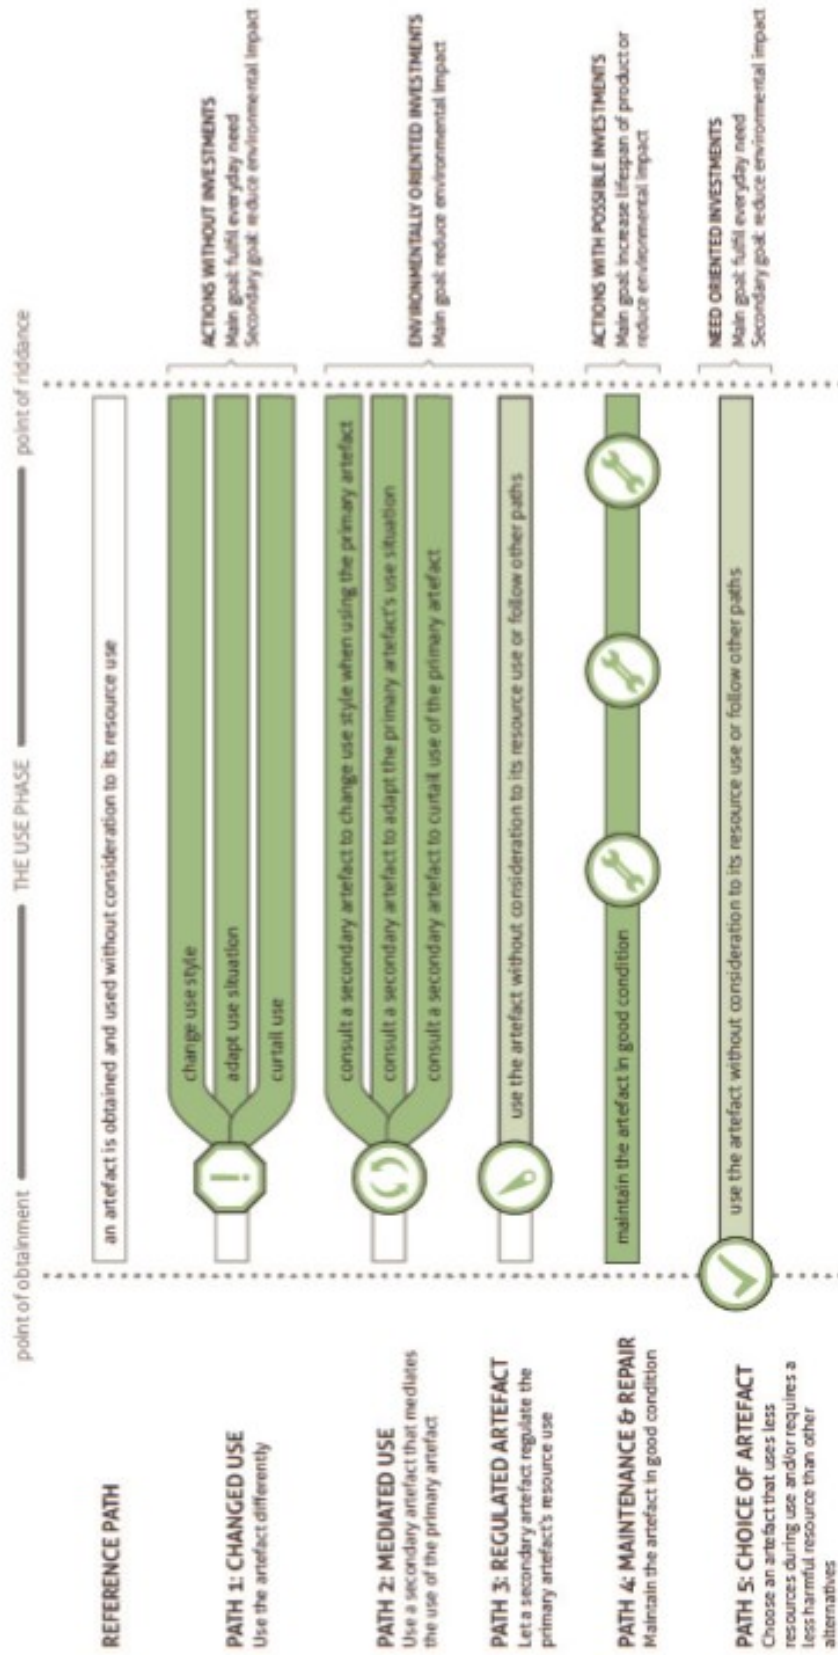 point of obtainment
THE USE PHASE
point of riddance
REFERENCE PATH
an artefact is obtained and used without consideration to its resource use
PATH 1: CHANGED USE
Use the artefact differently
change use style
adapt use situation
curtail use
ACTIONS WITHOUT INVESTMENTS
Main goal: fulfil everyday need
Secondary goal: reduce environmental impact
PATH 2: MEDIATED USE
Use a secondary artefact that mediates
the use of the primary artefact
consult a secondary artefact to change use style when using the primary artefact
consult a secondary artefact to adapt the primary artefact's use situation
consult a secondary artefact to curtail use of the primary artefact
ENVIRONMENTALLY ORIENTED INVESTMENTS
Main goal: reduce environmental impact
PATH 3: REGULATED ARTEFACT
Let a secondary artefact regulate the
primary artefact's resource use
use the artefact without consideration to its resource use or follow other paths
PATH 4: MAINTENANCE & REPAIR
Maintain the artefact in good condition
maintain the artefact in good condition
ACTIONS WITH POSSIBLE INVESTMENTS
Main goal: increase lifespan of product or
reduce environmental impact
PATH 5: CHOICE OF ARTEFACT
Choose an artefact that uses less
resources during use and/or requires a
less harmful resource than other
alternatives
use the artefact without consideration to its resource use or follow other paths
NEED ORIENTED INVESTMENTS
Main goal: fulfil everyday need
Secondary goal: reduce environmental impact